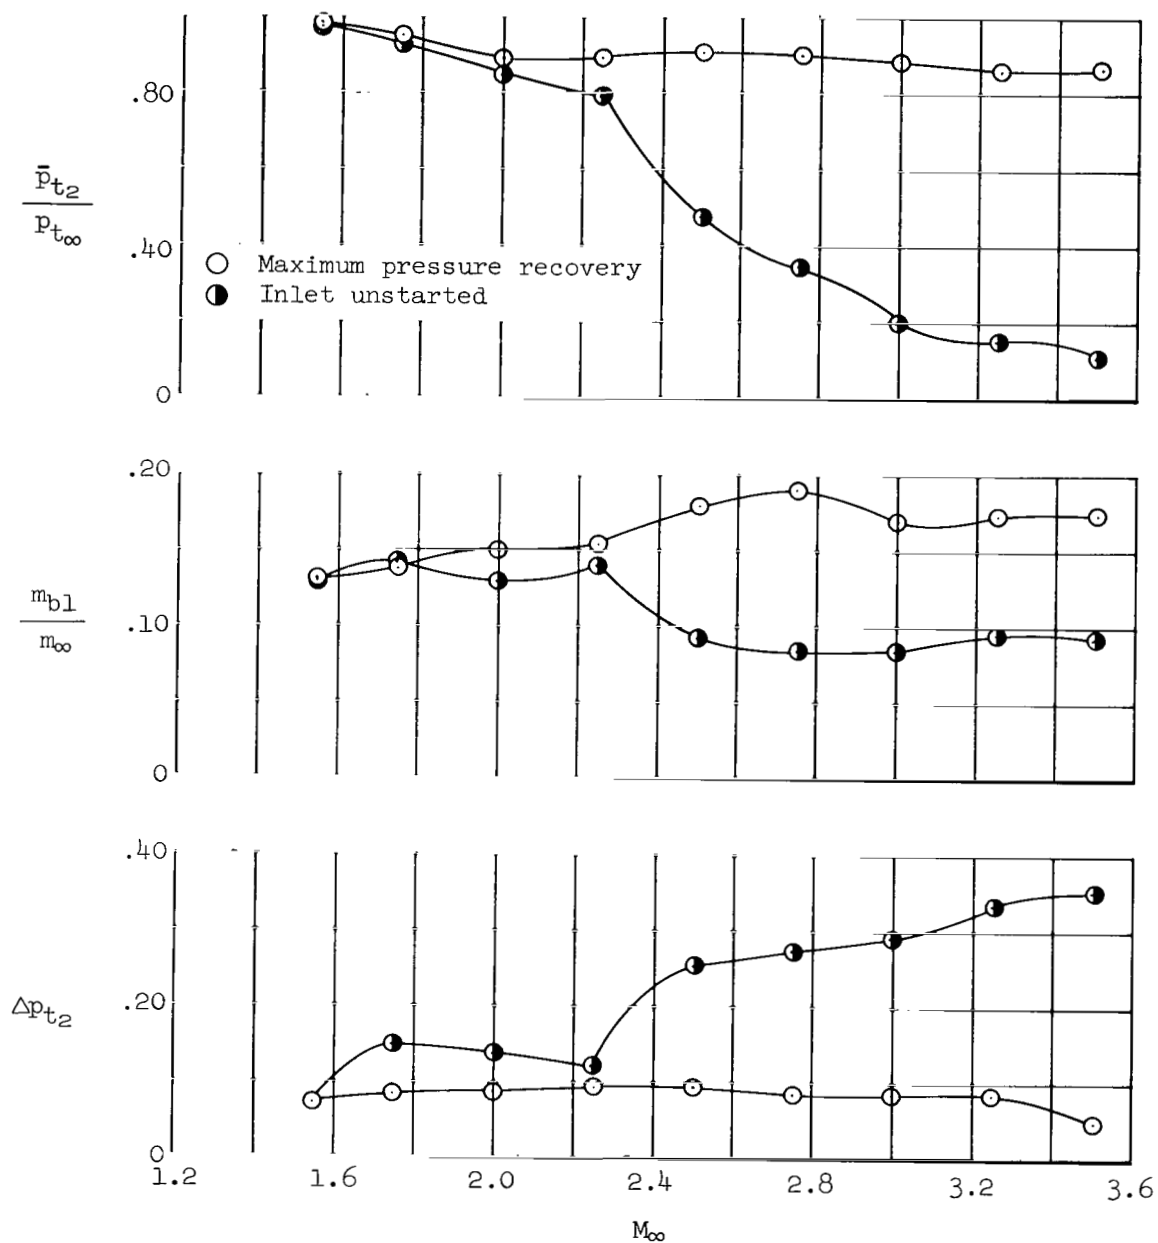 .80
p̄t2
pt∞
.40
Maximum pressure recovery
Inlet unstarted
0
.20
mbl
m∞
.10
0
.40
.20
Δpt2
0
1.2 1.6 2.0 2.4 2.8 3.2 3.6
M∞